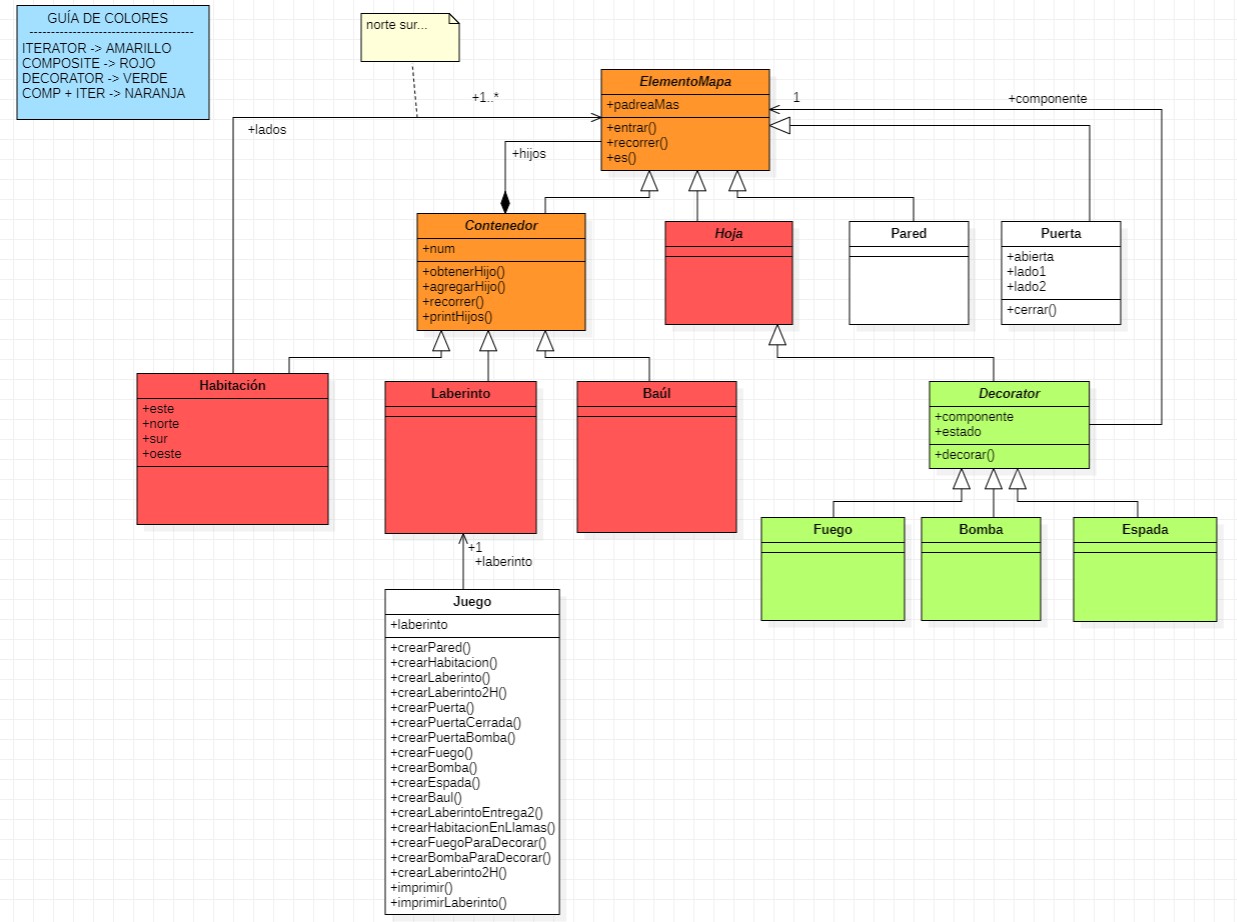 GUÍA DE COLORES
-----------------------------------
ITERATOR -> AMARILLO
COMPOSITE -> ROJO
DECORATOR -> VERDE
COMP + ITER -> NARANJA
norte sur...
+1..*
+lados
+hijos
ElementoMapa
+padreaMas
+entrar()
+recorrer()
+es()
1
+componente
Contenedor
+num
+obtenerHijo()
+agregarHijo()
+recorrer()
+printHijos()
Hoja
Pared
Puerta
+abierta
+lado1
+lado2
+cerrar()
Habitación
+este
+norte
+sur
+oeste
Laberinto
Baúl
Decorator
+componente
+estado
+decorar()
Fuego
Bomba
Espada
+1
+laberinto
Juego
+laberinto
+crearPared()
+crearHabitacion()
+crearLaberinto()
+crearLaberinto2H()
+crearPuerta()
+crearPuertaCerrada()
+crearPuertaBomba()
+crearFuego()
+crearBomba()
+crearEspada()
+crearBaul()
+crearLaberintoEntrega2()
+crearHabitacionEnLlamas()
+crearFuegoParaDecorar()
+crearBombaParaDecorar()
+crearLaberinto2H()
+imprimir()
+imprimirLaberinto()